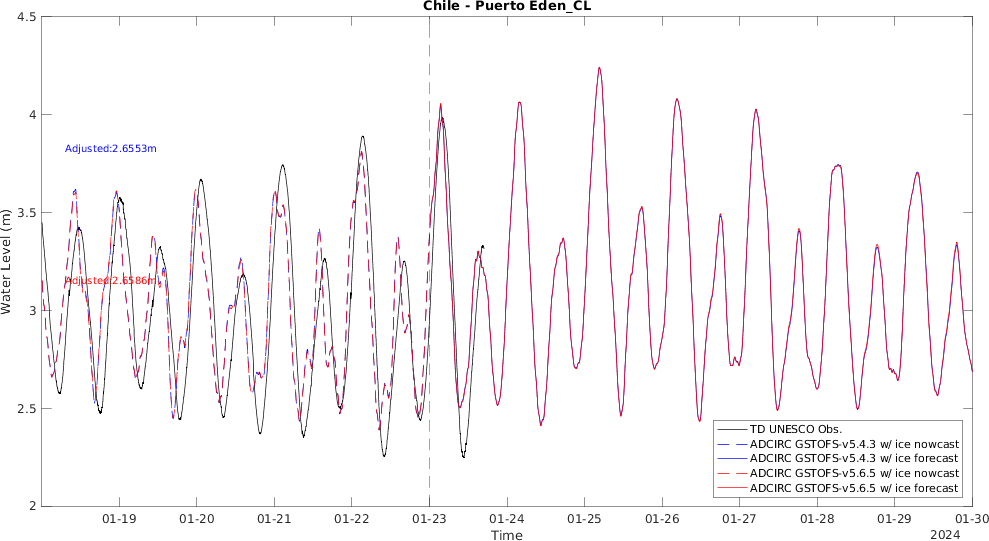 Chile - Puerto Eden_CL
4.5
4
3.5
3
2.5
2
Water Level (m)
Adjusted:2.6553m
Adjusted:2.6586m
TD UNESCO Obs.
ADCIRC GSTOFS-v5.4.3 w/ ice nowcast
ADCIRC GSTOFS-v5.4.3 w/ ice forecast
ADCIRC GSTOFS-v5.6.5 w/ ice nowcast
ADCIRC GSTOFS-v5.6.5 w/ ice forecast
01-19 01-20 01-21 01-22 01-23 01-24 01-25 01-26 01-27 01-28 01-29 01-30
Time
2024